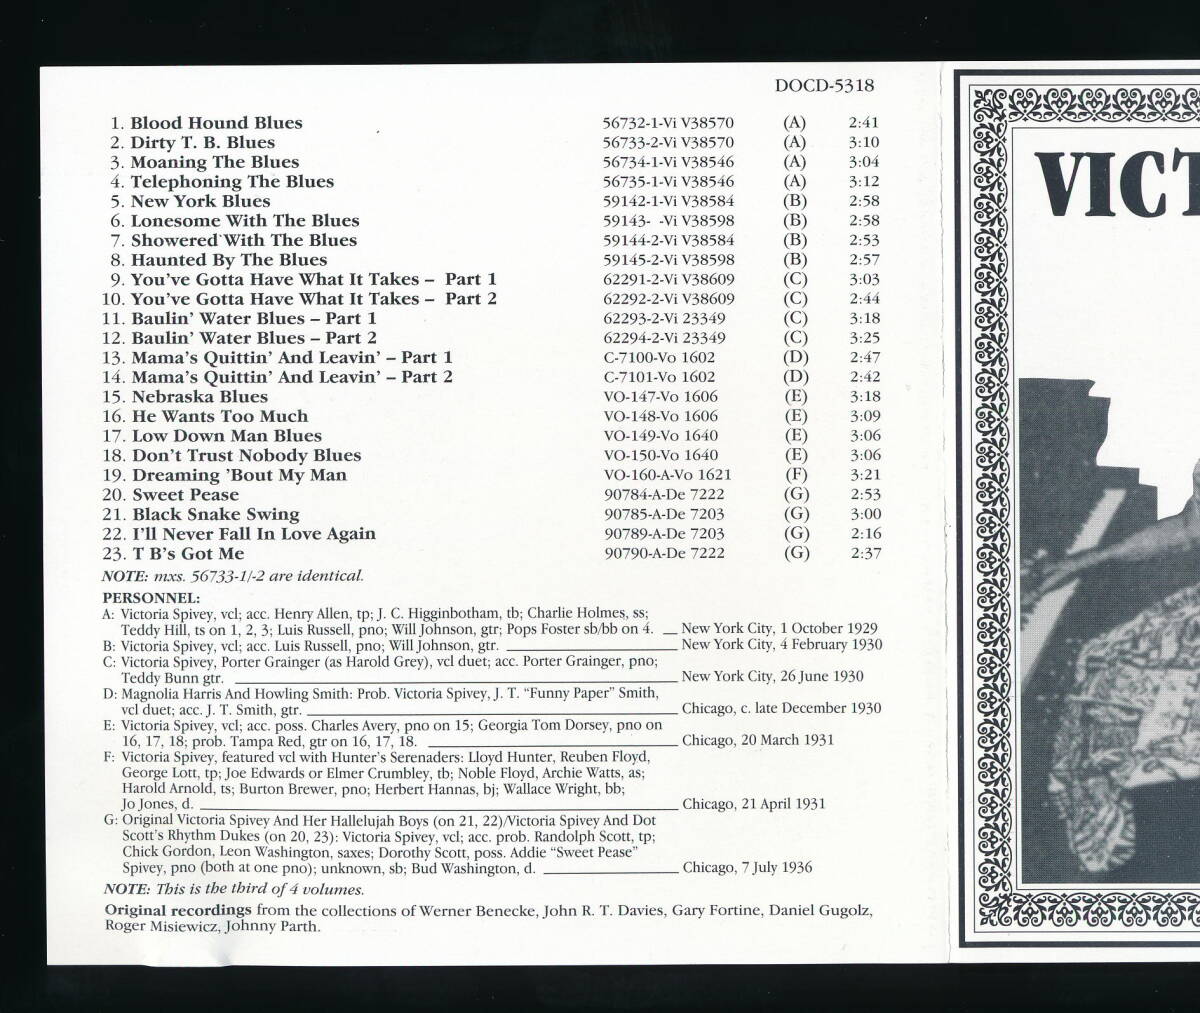 DOCD-5318
1. Blood Hound Blues 56732-1-Vi V38570 (A) 2:41
2. Dirty T. B. Blues 56733-2-Vi V38570 (A) 3:10
3. Moaning The Blues 56734-1-Vi V38546 (A) 3:04
4. Telephoning The Blues 56735-1-Vi V38546 (A) 3:12
5. New York Blues 59142-1-Vi V38584 (B) 2:58
6. Lonesome With The Blues 59143- -Vi V38598 (B) 2:58
7. Showered With The Blues 59144-2-Vi V38584 (B) 2:53
8. Haunted By The Blues 59145-2-Vi V38598 (B) 2:57
9. You've Gotta Have What It Takes – Part 1 62291-2-Vi V38609 (C) 3:03
10. You've Gotta Have What It Takes – Part 2 62292-2-Vi V38609 (C) 2:44
11. Baulin' Water Blues – Part 1 62293-2-Vi 23349 (C) 3:18
12. Baulin' Water Blues – Part 2 62294-2-Vi 23349 (C) 3:25
13. Mama's Quittin' And Leavin' – Part 1 C-7100-Vo 1602 (D) 2:47
14. Mama's Quittin' And Leavin' – Part 2 C-7101-Vo 1602 (D) 2:42
15. Nebraska Blues VO-147-Vo 1606 (E) 3:18
16. He Wants Too Much VO-148-Vo 1606 (E) 3:09
17. Low Down Man Blues VO-149-Vo 1640 (E) 3:06
18. Don't Trust Nobody Blues VO-150-Vo 1640 (E) 3:06
19. Dreaming 'Bout My Man VO-160-A-Vo 1621 (F) 3:21
20. Sweet Pease 90784-A-De 7222 (G) 2:53
21. Black Snake Swing 90785-A-De 7203 (G) 3:00
22. I'll Never Fall In Love Again 90789-A-De 7203 (G) 2:16
23. T B's Got Me 90790-A-De 7222 (G) 2:37
NOTE: mxs. 56733-1/-2 are identical.
PERSONNEL:
A: Victoria Spivey, vcl; acc. Henry Allen, tp; J. C. Higginbotham, tb; Charlie Holmes, ss;
Teddy Hill, ts on 1, 2, 3; Luis Russell, pno; Will Johnson, gtr; Pops Foster sb/bb on 4. New York City, 1 October 1929
B: Victoria Spivey, vcl; acc. Luis Russell, pno; Will Johnson, gtr. New York City, 4 February 1930
C: Victoria Spivey, Porter Grainger (as Harold Grey), vcl duet; acc. Porter Grainger, pno;
Teddy Bunn gtr. New York City, 26 June 1930
D: Magnolia Harris And Howling Smith: Prob. Victoria Spivey, J. T. "Funny Paper" Smith,
vcl duet; acc. J. T. Smith, gtr. Chicago, c. late December 1930
E: Victoria Spivey, vcl; acc. poss. Charles Avery, pno on 15; Georgia Tom Dorsey, pno on
16, 17, 18; prob. Tampa Red, gtr on 16, 17, 18. Chicago, 20 March 1931
F: Victoria Spivey, featured vcl with Hunter's Serenaders: Lloyd Hunter, Reuben Floyd,
George Lott, tp; Joe Edwards or Elmer Crumbley, tb; Noble Floyd, Archie Watts, as;
Harold Arnold, ts; Burton Brewer, pno; Herbert Hannas, bj; Wallace Wright, bb;
Jo Jones, d. Chicago, 21 April 1931
G: Original Victoria Spivey And Her Hallelujah Boys (on 21, 22)/Victoria Spivey And Dot
Scott's Rhythm Dukes (on 20, 23): Victoria Spivey, vcl; acc. prob. Randolph Scott, tp;
Chick Gordon, Leon Washington, saxes; Dorothy Scott, poss. Addie "Sweet Pease"
Spivey, pno (both at one pno); unknown, sb; Bud Washington, d. Chicago, 7 July 1936
NOTE: This is the third of 4 volumes.
Original recordings from the collections of Werner Benecke, John R. T. Davies, Gary Fortine, Daniel Gugolz,
Roger Misiewicz, Johnny Parth.
VICT